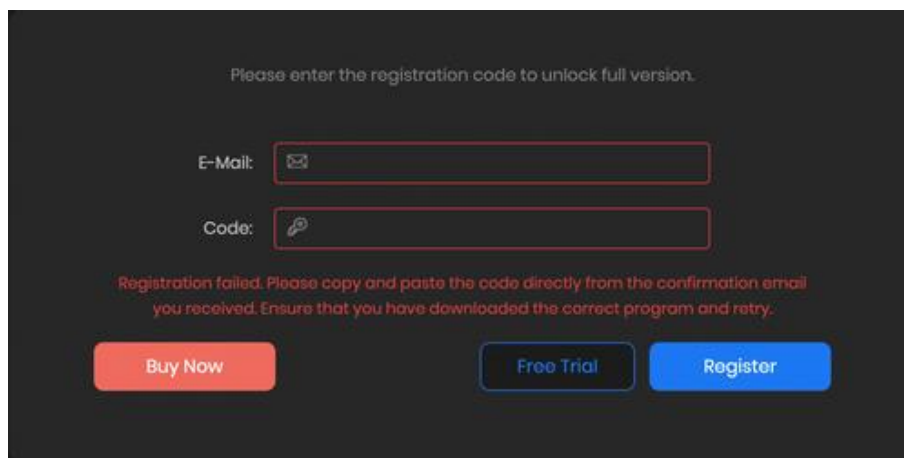 Please enter the registration code to unlock full version.
E-Mail:
Code:
Registration failed. Please copy and paste the code directly from the confirmation email
you received. Ensure that you have downloaded the correct program and retry.
Buy Now
Free Trial
Register